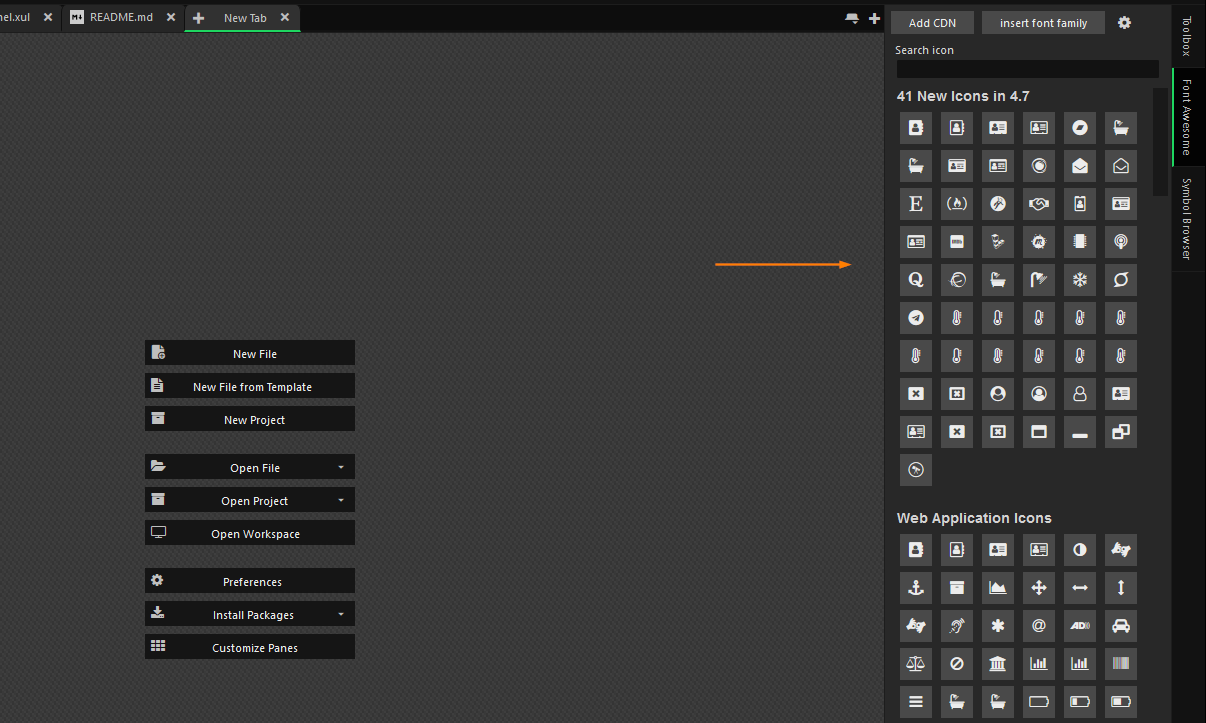 nel.xul
README.md
New Tab
Add CDN
insert font family
Search icon
41 New Icons in 4.7
New File
New File from Template
New Project
Open File
Open Project
Open Workspace
Preferences
Install Packages
Customize Panes
Web Application Icons
Toolbox
Font Awesome
Symbol Browser